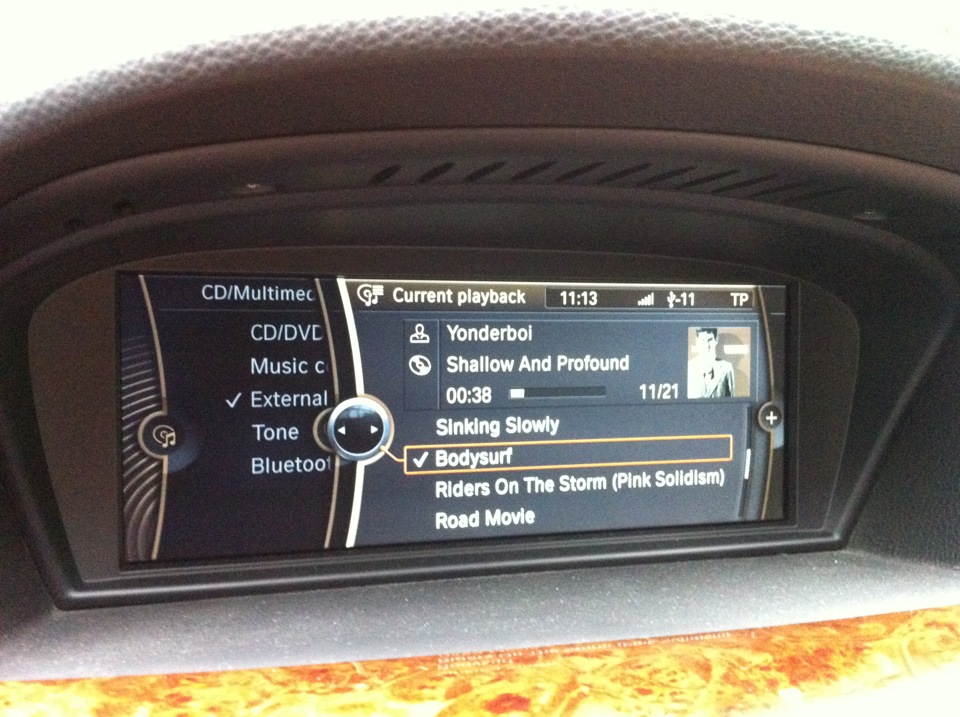 CD/Multimec
CD/DVD
Music c
External
Tone
Bluetoot
Current playback 11:13 -11 TP
Yonderboi
Shallow And Profound
00:38 11/21
Sinking Slowly
Bodysurf
Riders On The Storm (Pink Solidism)
Road Movie